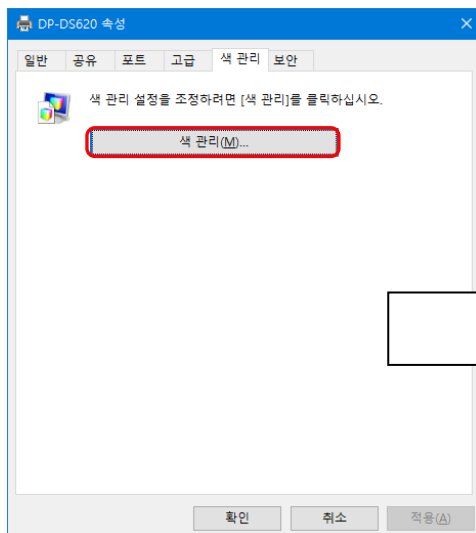 DP-DS620 속성
일반 공유 포트 고급 색 관리 보안
색 관리 설정을 조정하려면 [색 관리]를 클릭하십시오.
색 관리(M)...
확인 취소 적용(A)